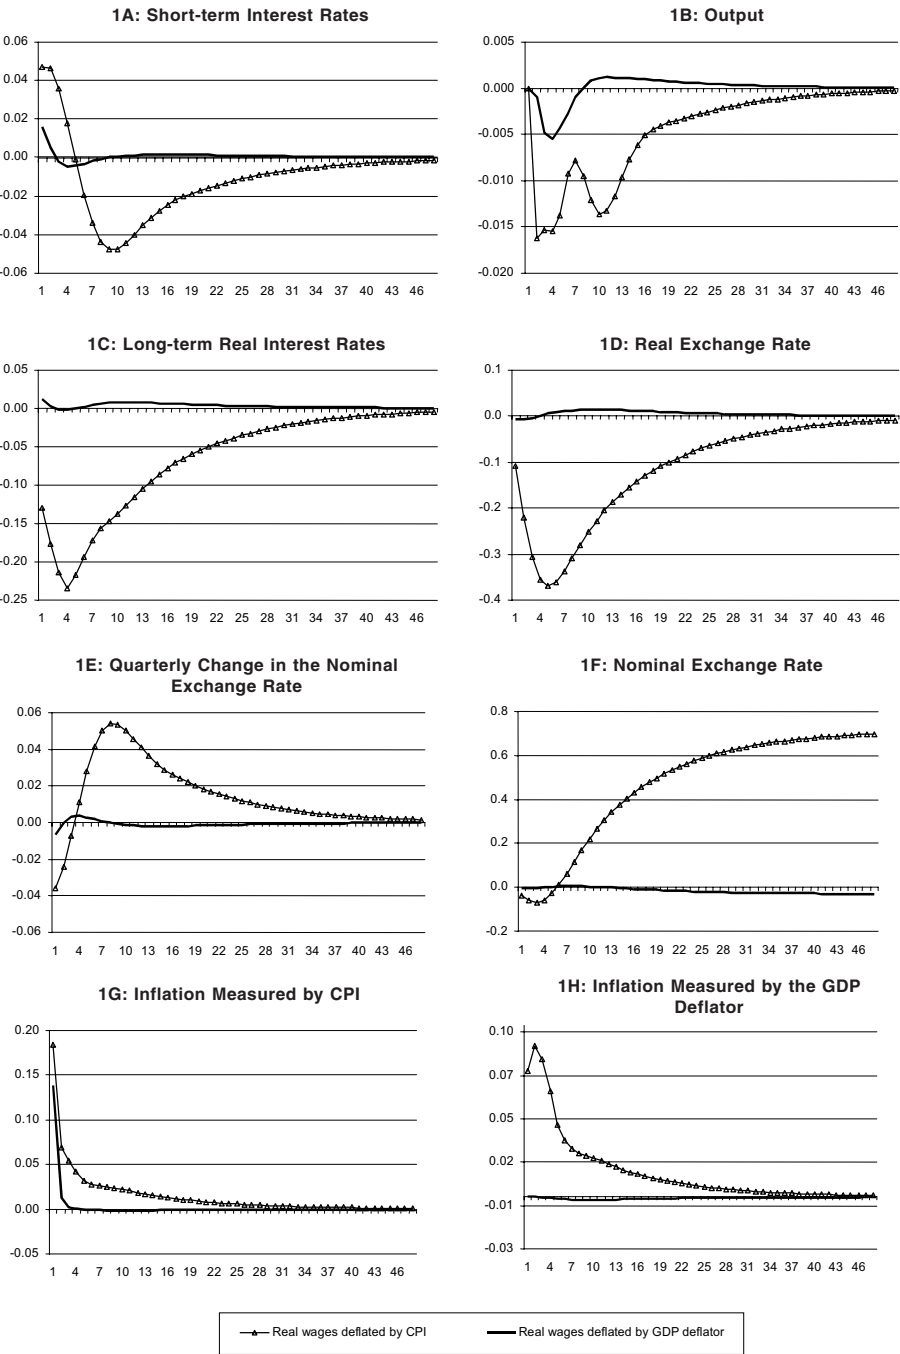 1A: Short-term Interest Rates
0.06
0.04
0.02
0.00
-0.02
-0.04
-0.06
1 4 7 10 13 16 19 22 25 28 31 34 37 40 43 46
1B: Output
0.005
0.000
-0.005
-0.010
-0.015
-0.020
1 4 7 10 13 16 19 22 25 28 31 34 37 40 43 46
1C: Long-term Real Interest Rates
0.05
0.00
-0.05
-0.10
-0.15
-0.20
-0.25
1 4 7 10 13 16 19 22 25 28 31 34 37 40 43 46
1D: Real Exchange Rate
0.1
0.0
-0.1
-0.2
-0.3
-0.4
1 4 7 10 13 16 19 22 25 28 31 34 37 40 43 46
1E: Quarterly Change in the Nominal
Exchange Rate
0.06
0.04
0.02
0.00
-0.02
-0.04
-0.06
1 4 7 10 13 16 19 22 25 28 31 34 37 40 43 46
1F: Nominal Exchange Rate
0.8
0.6
0.4
0.2
0.0
-0.2
1 4 7 10 13 16 19 22 25 28 31 34 37 40 43 46
1G: Inflation Measured by CPI
0.20
0.15
0.10
0.05
0.00
-0.05
1 4 7 10 13 16 19 22 25 28 31 34 37 40 43 46
1H: Inflation Measured by the GDP
Deflator
0.10
0.07
0.05
0.02
-0.01
-0.03
1 4 7 10 13 16 19 22 25 28 31 34 37 40 43 46
Real wages deflated by CPI
Real wages deflated by GDP deflator